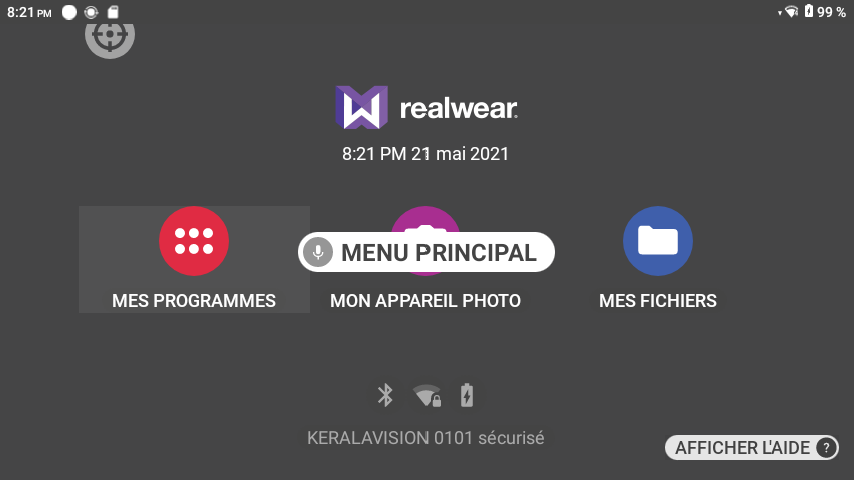 8:21 PM
99 %
realwear
8:21 PM 21 mai 2021
MENU PRINCIPAL
MES PROGRAMMES
MON APPAREIL PHOTO
MES FICHIERS
KERALAVISION 0101 sécurisé
AFFICHER L'AIDE ?